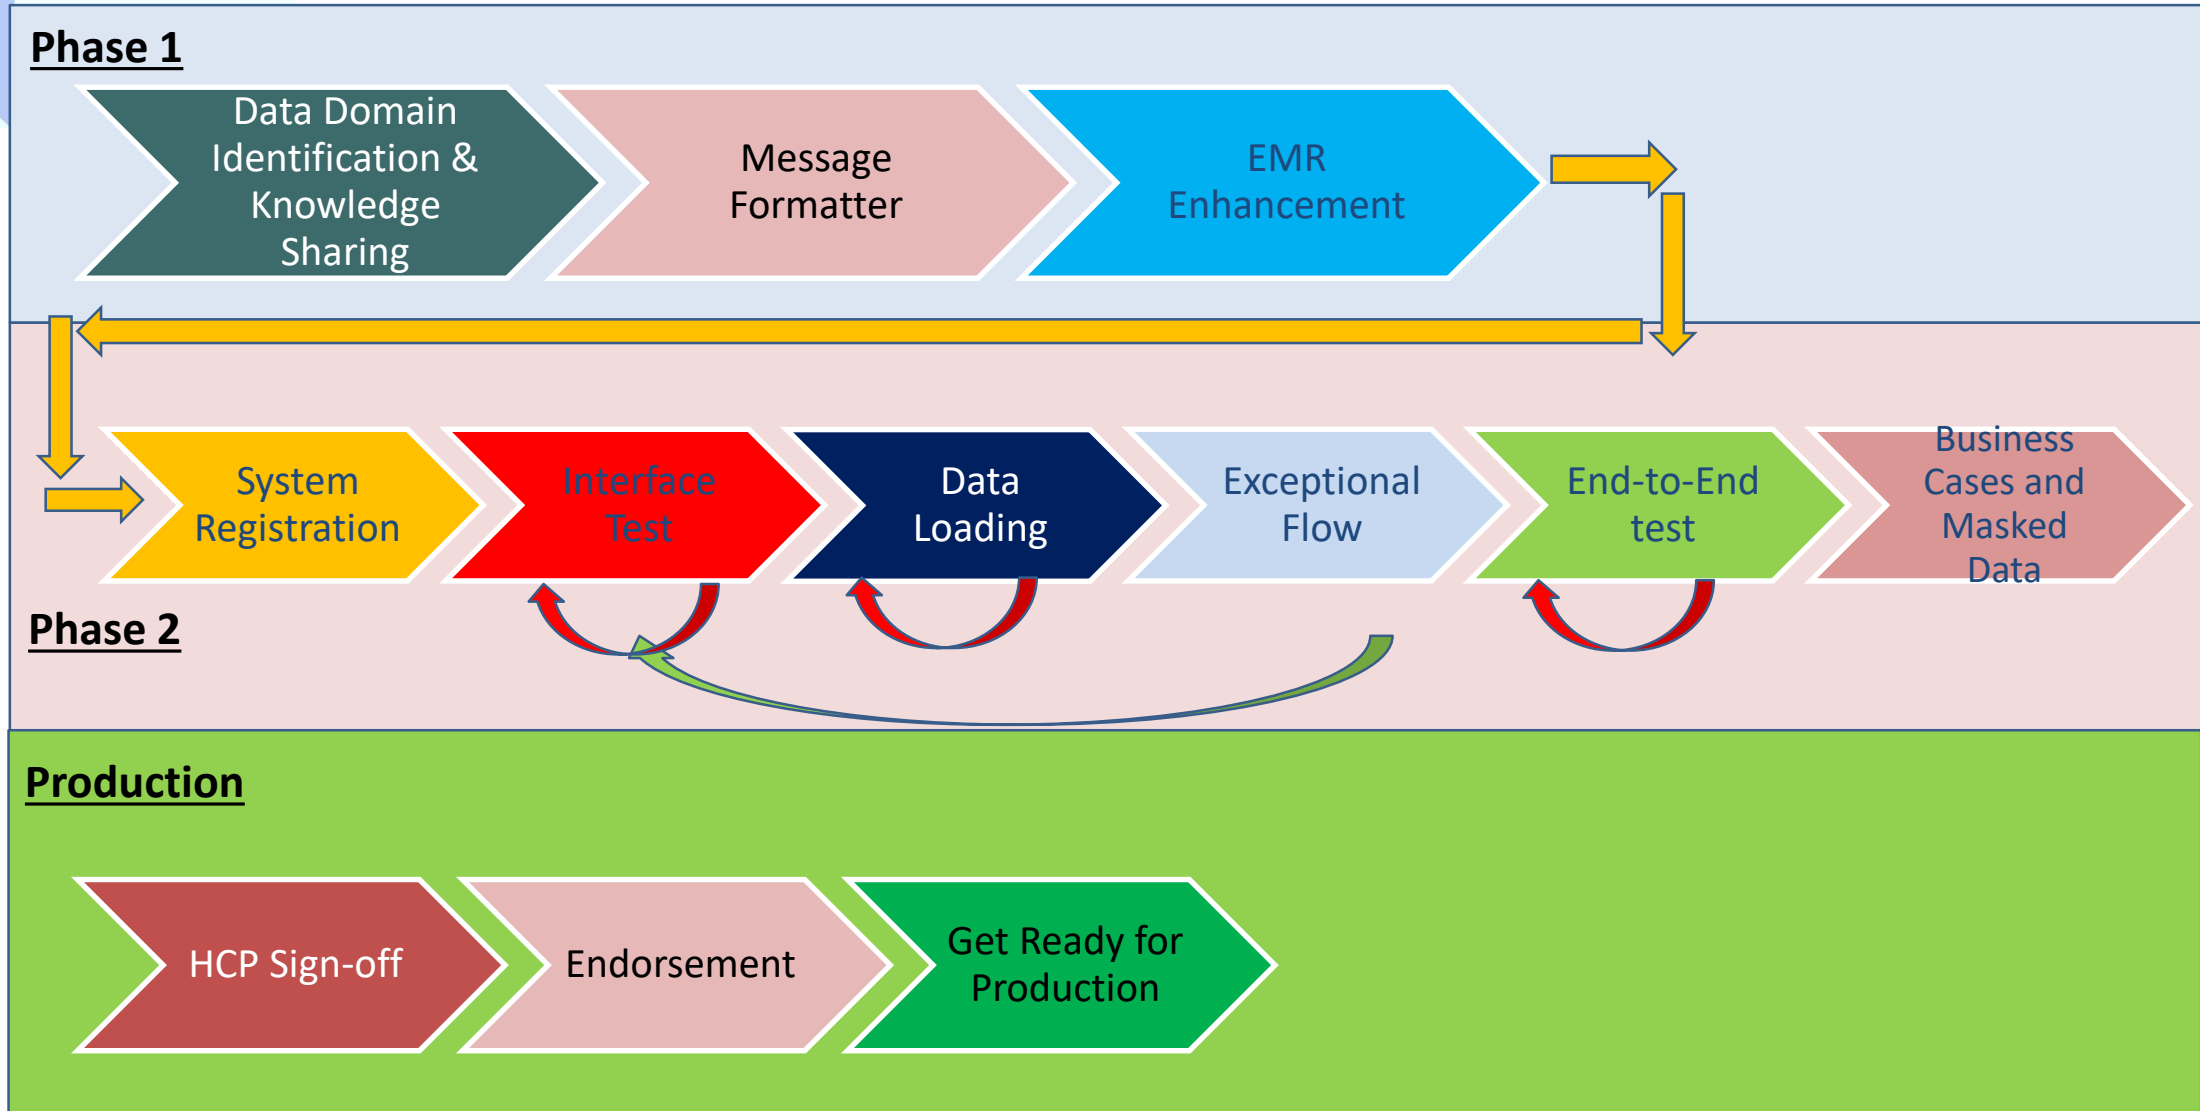 Phase 1
Data Domain
Identification &
Knowledge
Sharing
Message
Formatter
EMR
Enhancement
System
Registration
Interface
Test
Data
Loading
Exceptional
Flow
End-to-End
test
Business
Cases and
Masked
Data
Phase 2
Production
HCP Sign-off
Endorsement
Get Ready for
Production